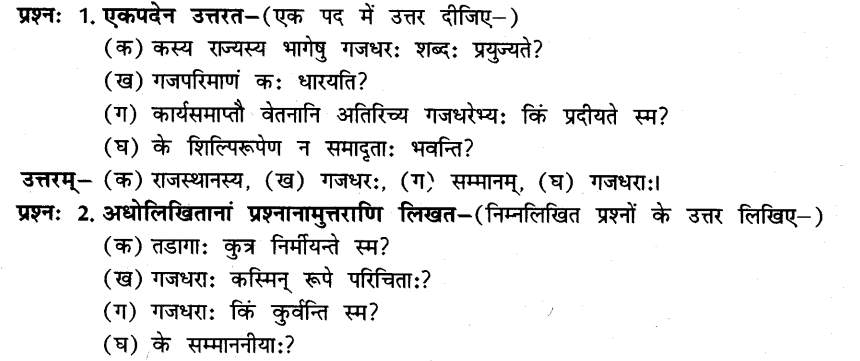 प्रश्नः 1. एकपदेन उत्तरत–(एक पद में उत्तर दीजिए–)
(क) कस्य राज्यस्य भागेषु गजधरः शब्दः प्रयुज्यते?
(ख) गजपरिमाणं कः धारयति?
(ग) कार्यसमाप्तौ वेतनानि अतिरिच्य गजधरेभ्यः किं प्रदीयते स्म?
(घ) के शिल्पिरूपेण न समादृताः भवन्ति?
उत्तरम्– (क) राजस्थानस्य, (ख) गजधरः, (ग) सम्मानम्, (घ) गजधराः।
प्रश्नः 2. अधोलिखितानां प्रश्नानामुत्तराणि लिखत–(निम्नलिखित प्रश्नों के उत्तर लिखिए–)
(क) तडागाः कुत्र निर्मीयन्ते स्म?
(ख) गजधराः कस्मिन् रूपे परिचिताः?
(ग) गजधराः किं कुर्वन्ति स्म?
(घ) के सम्माननीयाः?